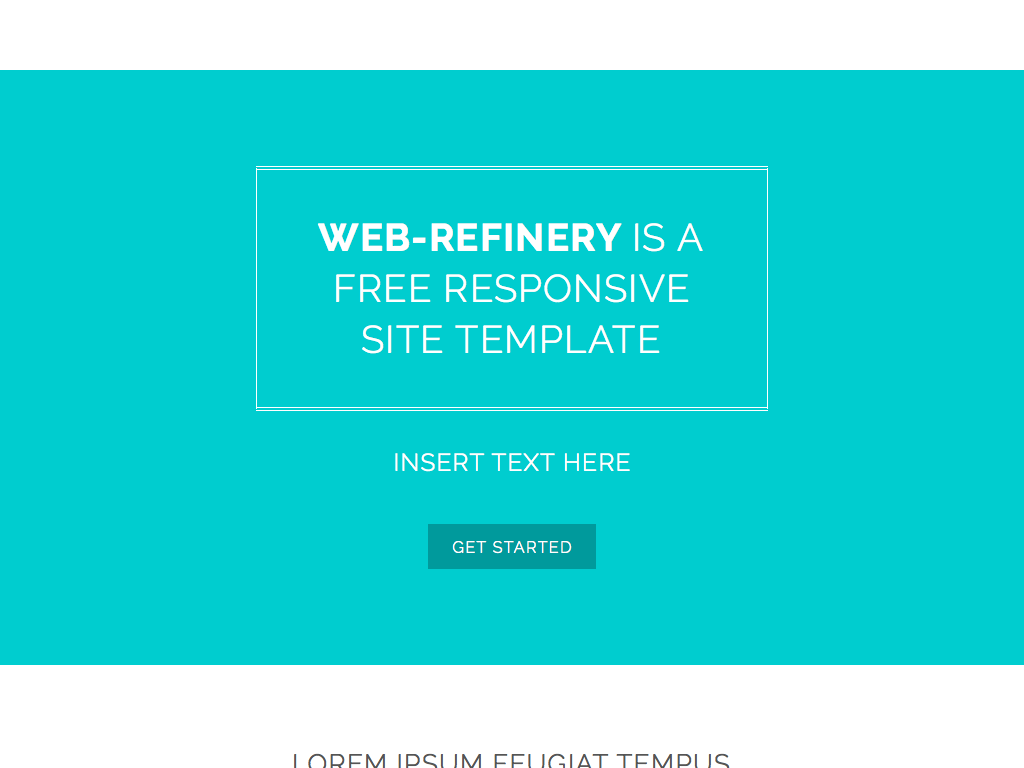 WEB-REFINERY IS A
FREE RESPONSIVE
SITE TEMPLATE
INSERT TEXT HERE
GET STARTED
LOREM IPSUM FEUGIAT TEMPUS